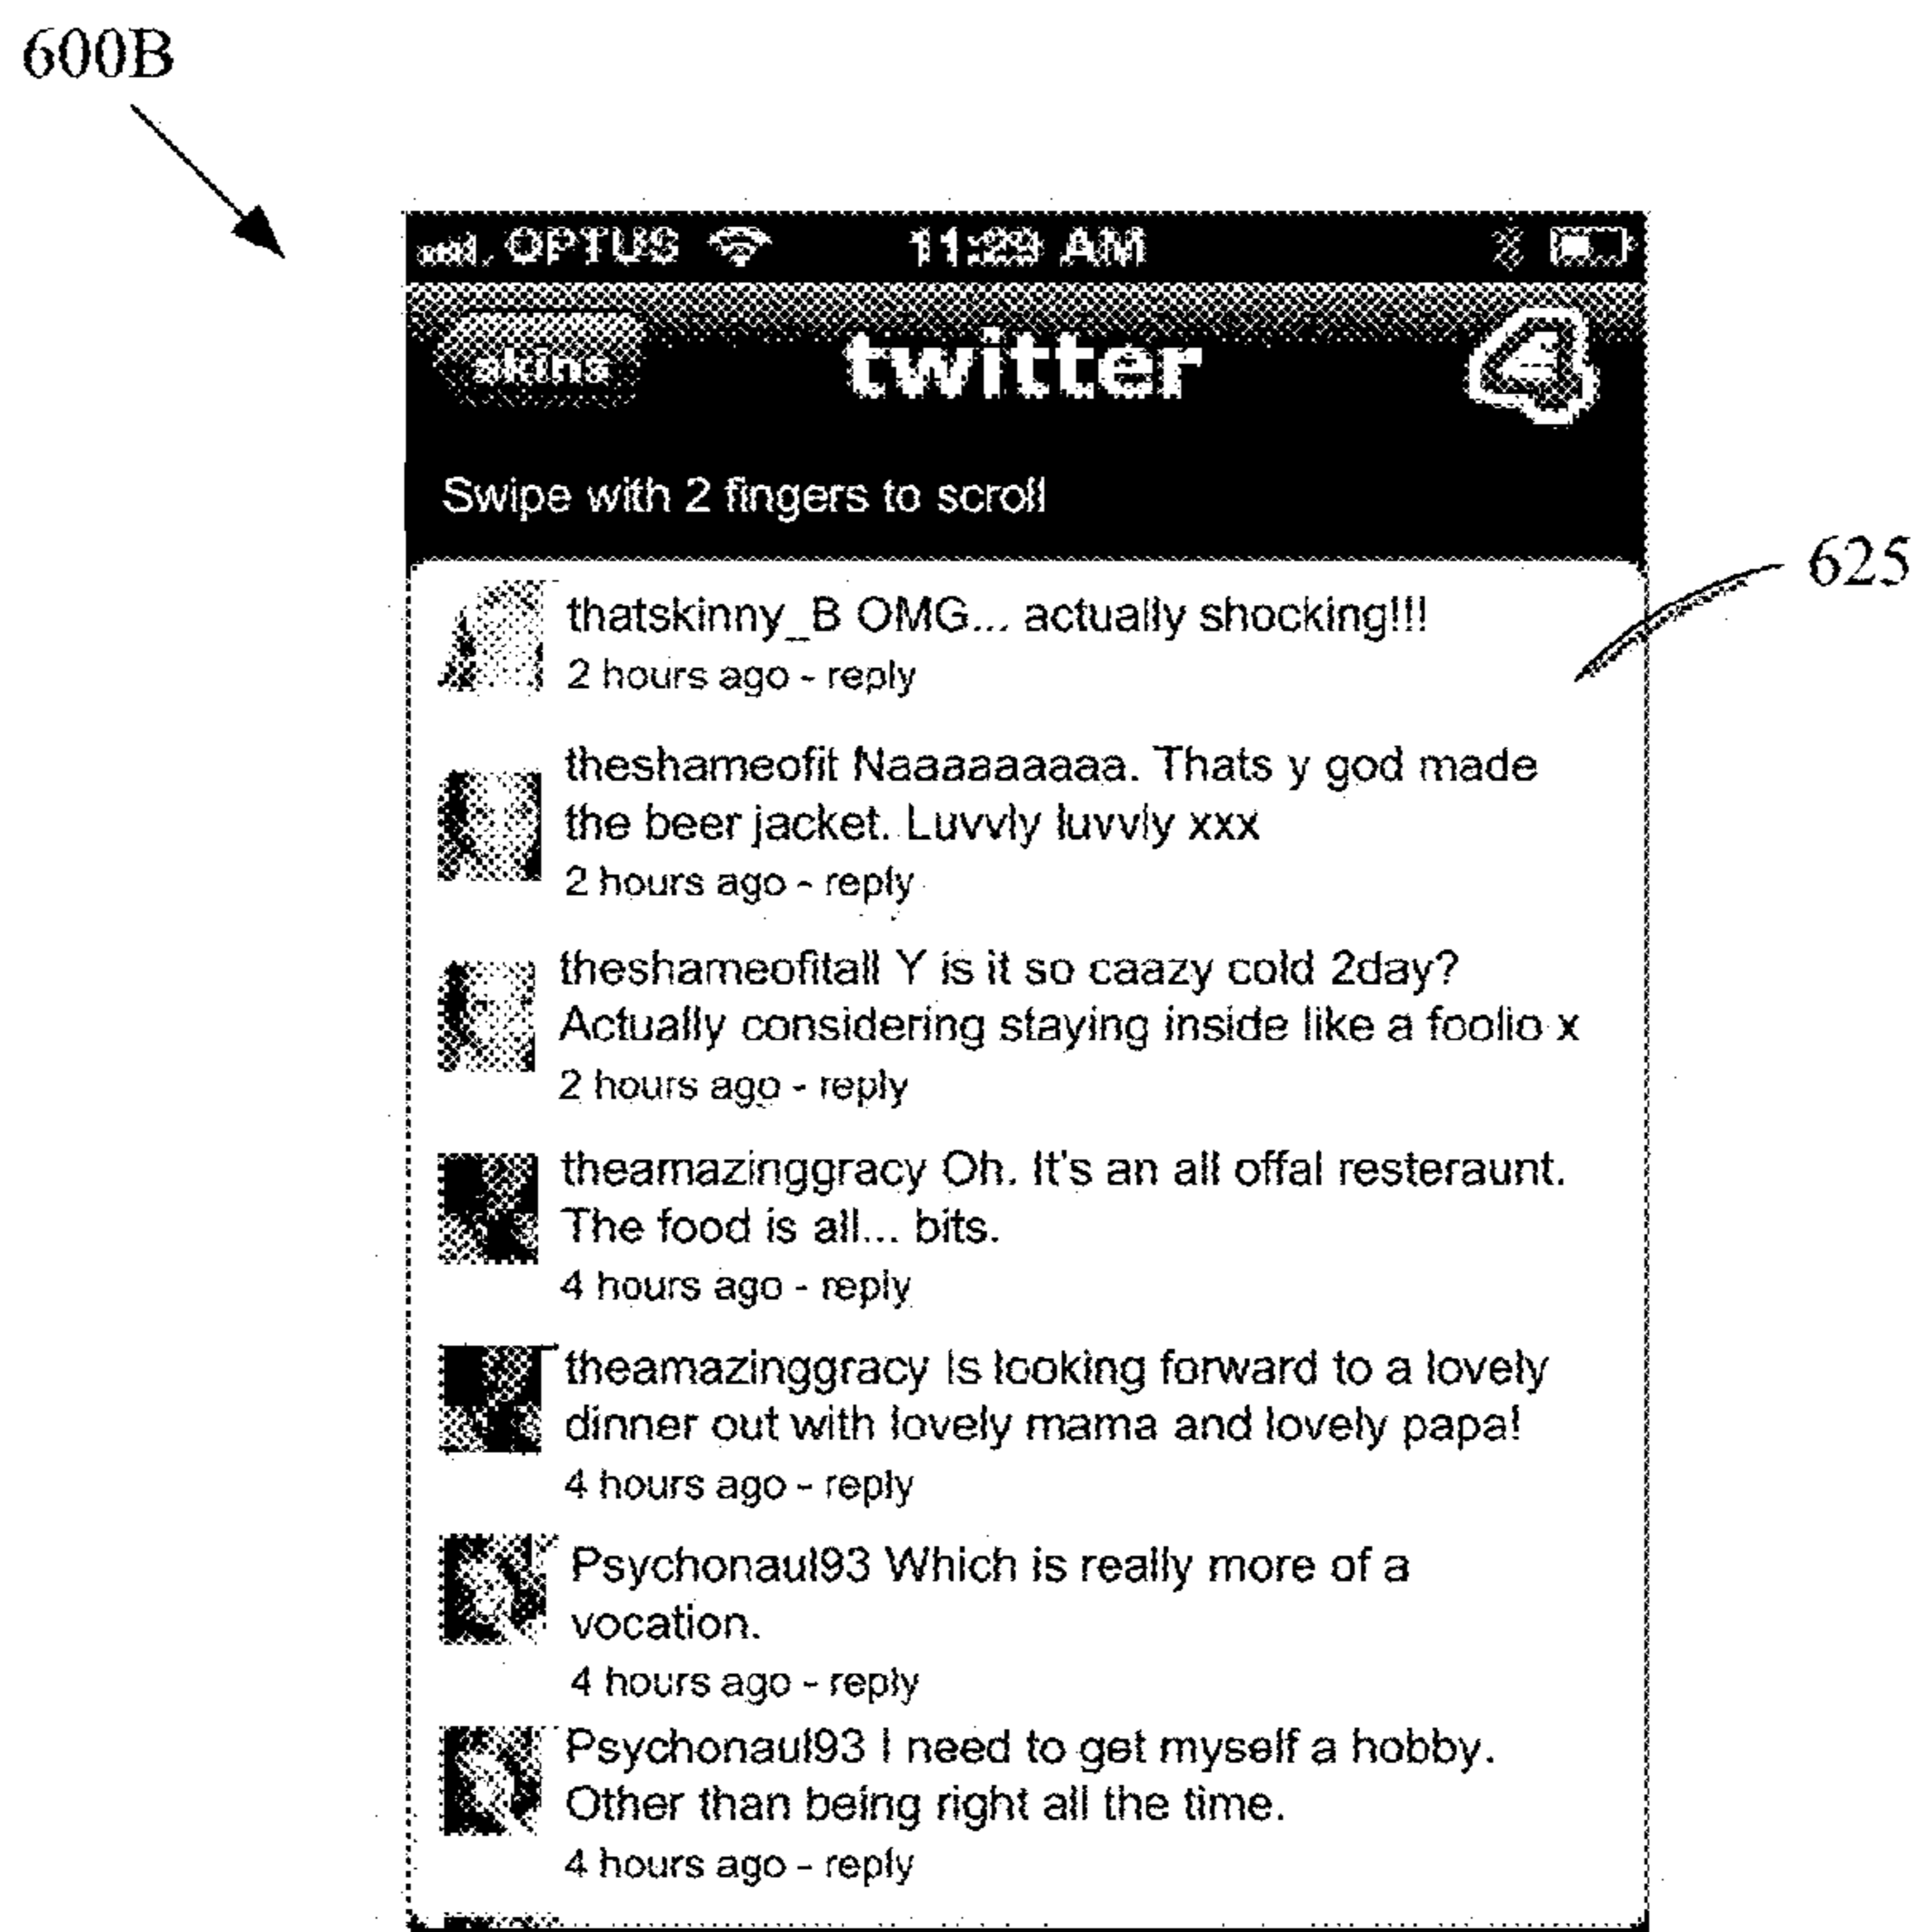 600B
OPTUS 11:29 AM
skins twitter 4
Swipe with 2 fingers to scroll
625
thatskinny_B OMG... actually shocking!!!
2 hours ago - reply
theshameofit Naaaaaaaaa. Thats y god made
the beer jacket. Luvvly luvvly xxx
2 hours ago - reply
theshameofitall Y is it so caazy cold 2day?
Actually considering staying inside like a foolio x
2 hours ago - reply
theamazinggracy Oh. It's an all offal resteraunt.
The food is all... bits.
4 hours ago - reply
theamazinggracy Is looking forward to a lovely
dinner out with lovely mama and lovely papa!
4 hours ago - reply
Psychonaul93 Which is really more of a
vocation.
4 hours ago - reply
Psychonaul93 I need to get myself a hobby.
Other than being right all the time.
4 hours ago - reply